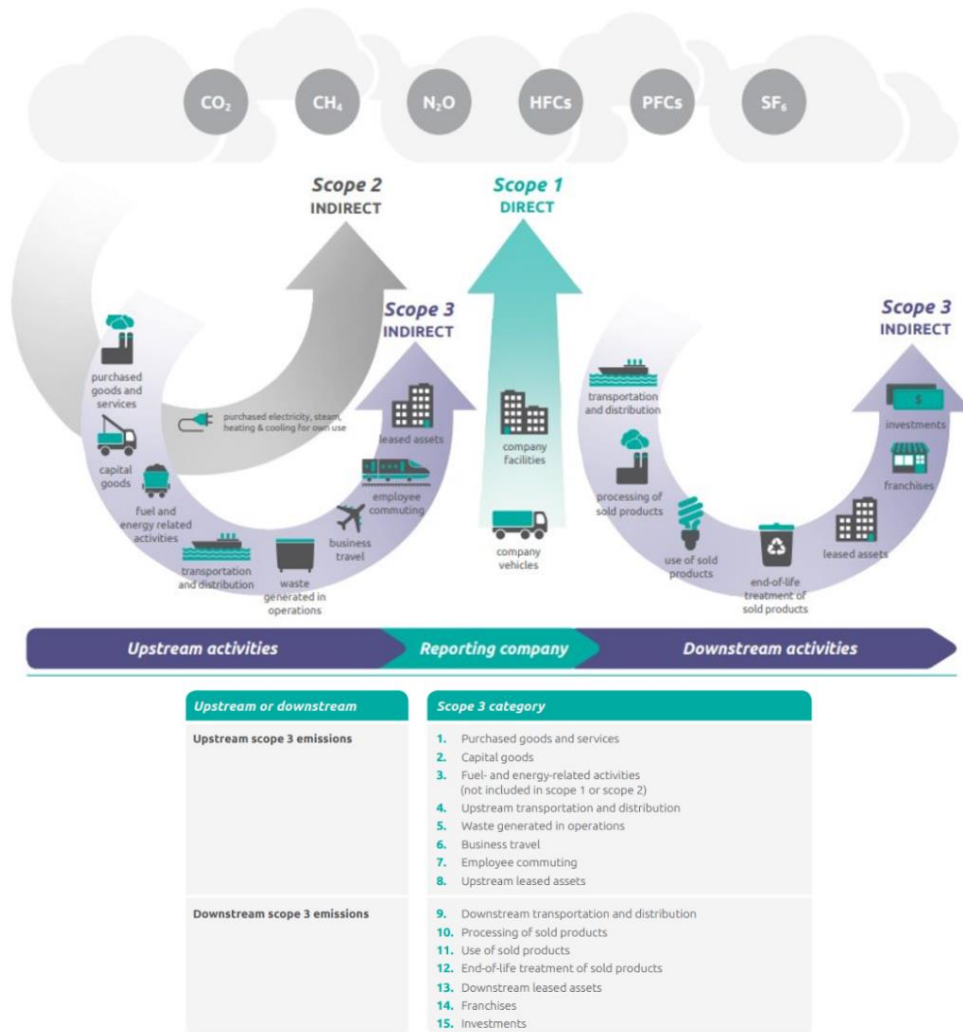 CO₂ CH₄ N₂O HFCs PFCs SF₆
Scope 2
INDIRECT
Scope 1
DIRECT
Scope 3
INDIRECT
Scope 3
INDIRECT
purchased
goods and
services
capital
goods
fuel and
energy related
activities
transportation
and distribution
waste
generated in
operations
business
travel
employee
commuting
leased assets
purchased electricity, steam,
heating & cooling for own use
company
facilities
company
vehicles
transportation
and distribution
processing of
sold products
use of sold
products
end-of-life
treatment of
sold products
leased assets
franchises
$
investments
Upstream activities
Reporting company
Downstream activities
Upstream or downstream
Scope 3 category
Upstream scope 3 emissions
1. Purchased goods and services
2. Capital goods
3. Fuel- and energy-related activities
(not included in scope 1 or scope 2)
4. Upstream transportation and distribution
5. Waste generated in operations
6. Business travel
7. Employee commuting
8. Upstream leased assets
Downstream scope 3 emissions
9. Downstream transportation and distribution
10. Processing of sold products
11. Use of sold products
12. End-of-life treatment of sold products
13. Downstream leased assets
14. Franchises
15. Investments